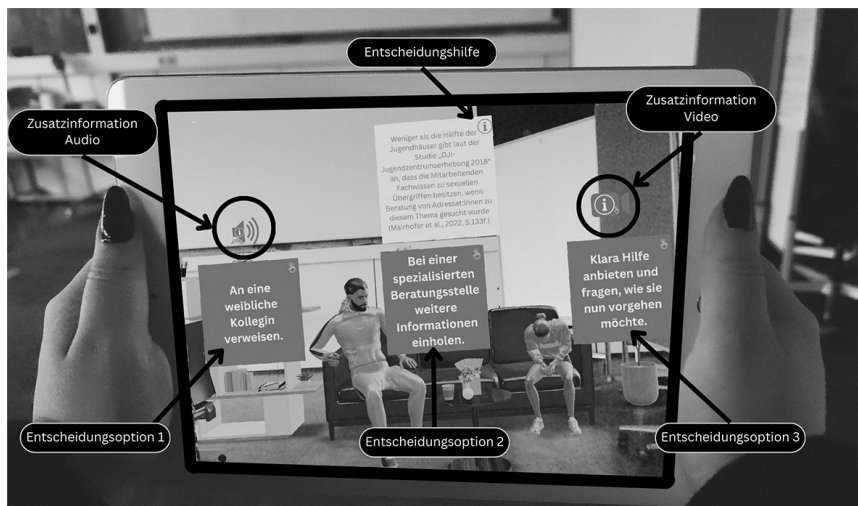 Entscheidungshilfe
Zusatzinformation
Audio
Zusatzinformation
Video
Weniger als die Hälfte der
Jugendhäuser gibt laut der
Studie „DJI-
Jugendzentrumserhebung 2018"
an, dass die Mitarbeitenden
Fachwissen zu sexuellen
Übergriffen besitzen, wenn
Beratung von Adressat:innen zu
diesem Thema gesucht wurde
(Mairhofer et al., 2022, S.133f.).
An eine
weibliche
Kollegin
verweisen.
Bei einer
spezialisierten
Beratungsstelle
weitere
Informationen
einholen.
Klara Hilfe
anbieten und
fragen, wie sie
nun vorgehen
möchte.
Entscheidungsoption 1
Entscheidungsoption 2
Entscheidungsoption 3